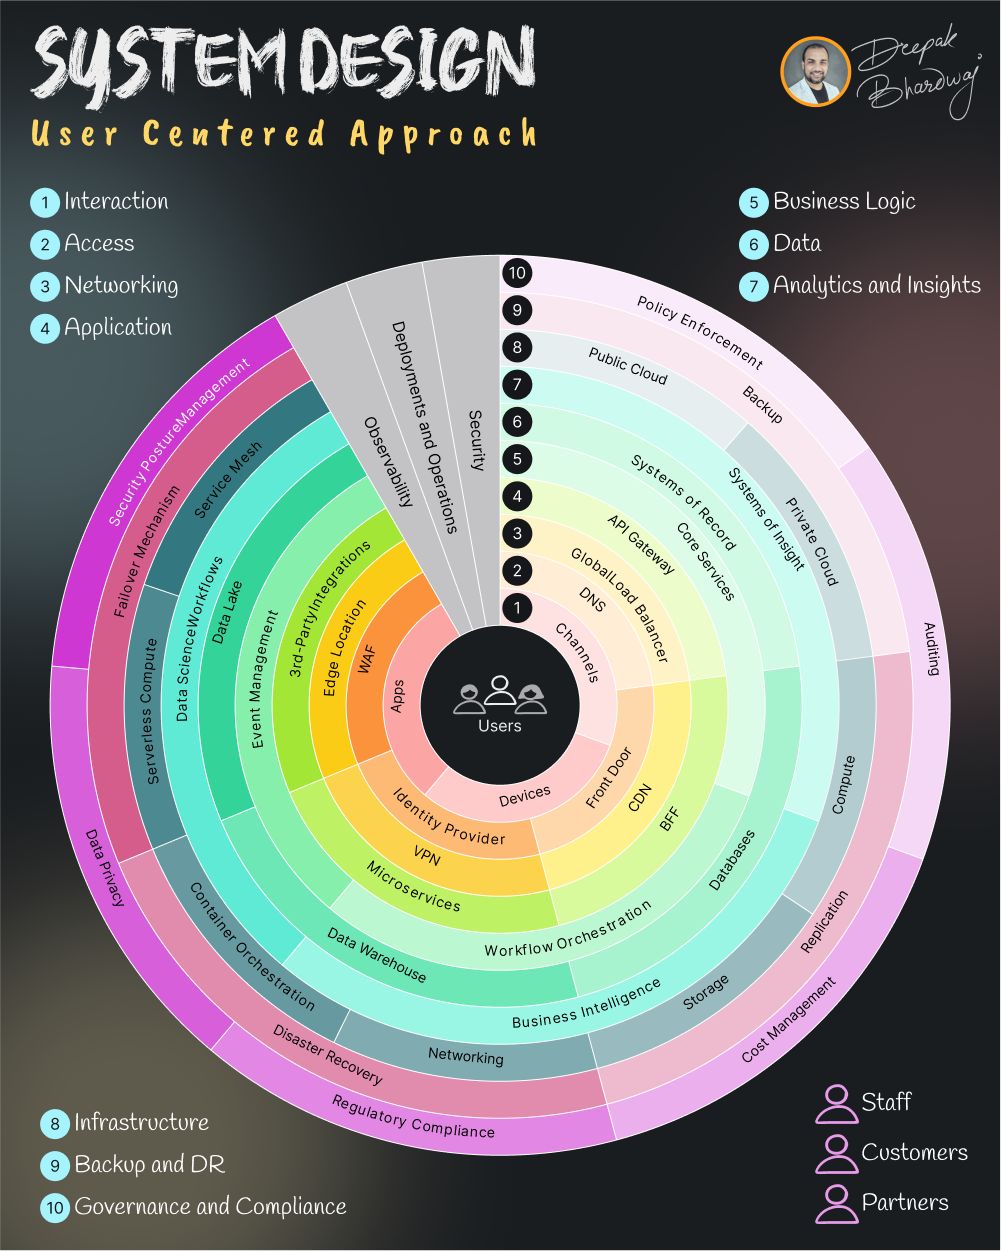 SYSTEM DESIGN
User Centered Approach
Deepak
Bhardwaj
1 Interaction
2 Access
3 Networking
4 Application
5 Business Logic
6 Data
7 Analytics and Insights
10
9
8
7
6
5
4
3
2
1
Users
Channels
Devices
Apps
DNS
Front Door
Identity Provider
WAF
GlobalLoad Balancer
CDN
VPN
Edge Location
API Gateway
BFF
Microservices
3rd-PartyIntegrations
Core Services
Workflow Orchestration
Event Management
Systems of Record
Databases
Data Warehouse
Data Lake
Systems of Insight
Business Intelligence
Data ScienceWorkflows
Public Cloud
Private Cloud
Compute
Storage
Networking
Container Orchestration
Serverless Compute
Service Mesh
Backup
Replication
Disaster Recovery
Failover Mechanism
Policy Enforcement
Auditing
Cost Management
Regulatory Compliance
Data Privacy
Security PostureManagement
Observability
Deployments and Operations
Security
8 Infrastructure
9 Backup and DR
10 Governance and Compliance
Staff
Customers
Partners